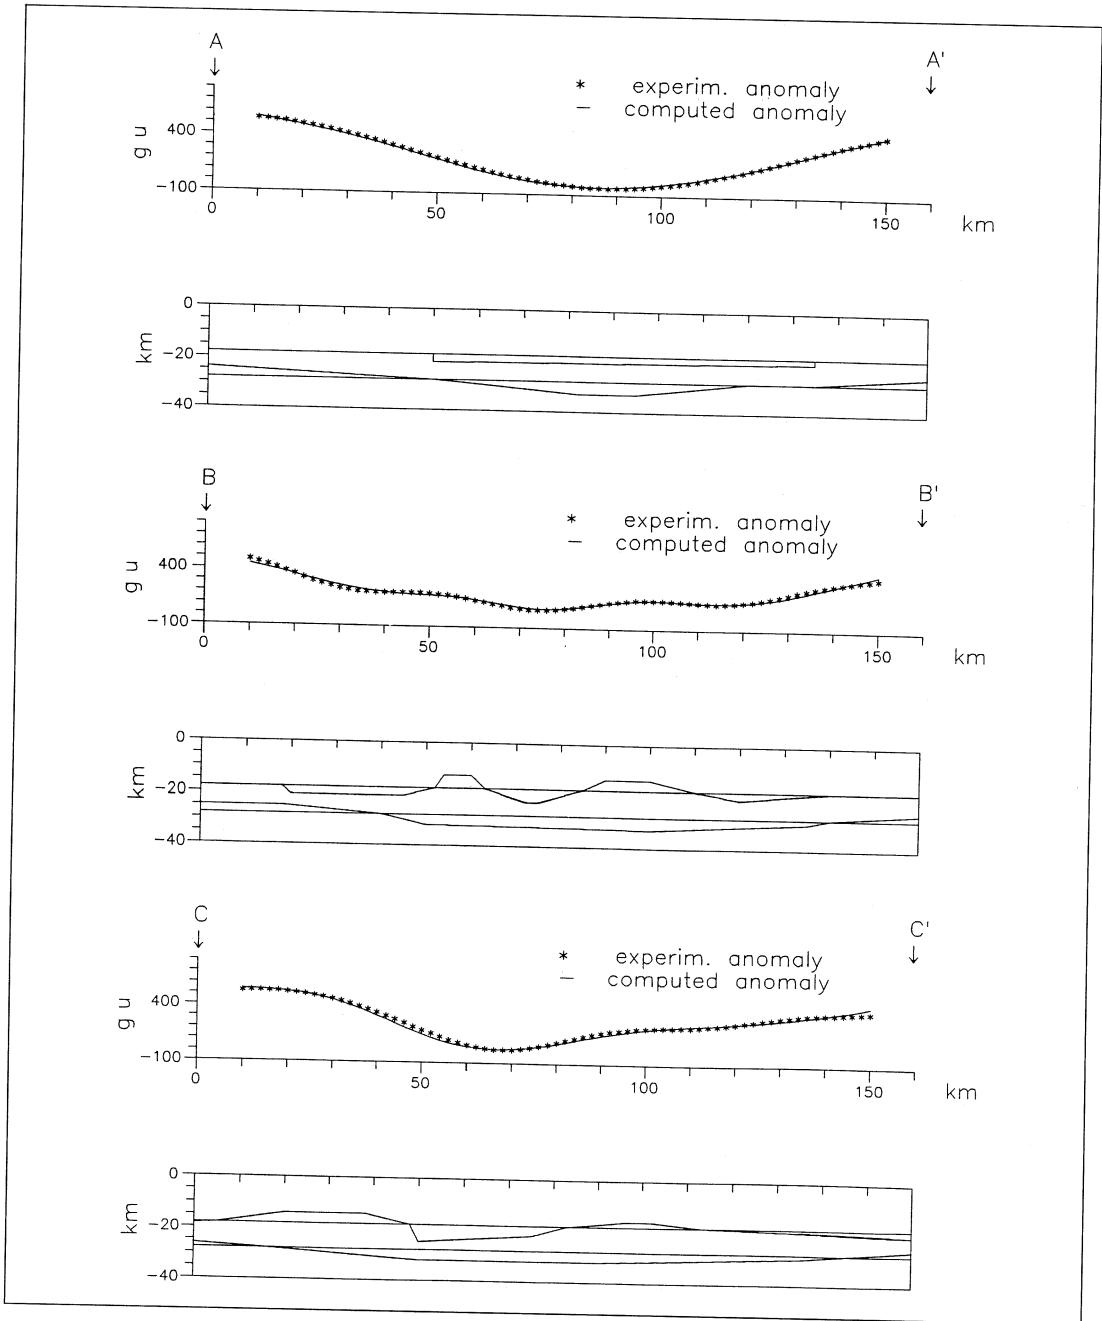 A
A'
* experim. anomaly
— computed anomaly
g u
400
-100
0
50
100
150
km
0
-20
-40
km
B
B'
* experim. anomaly
— computed anomaly
g u
400
-100
0
50
100
150
km
0
-20
-40
km
C
C'
* experim. anomaly
— computed anomaly
g u
400
-100
0
50
100
150
km
0
-20
-40
km